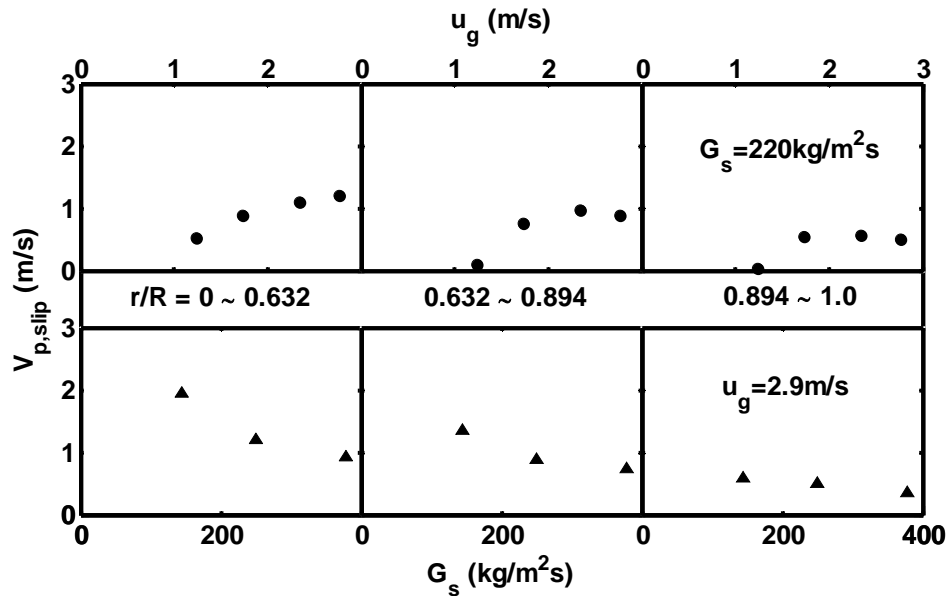 u_g (m/s)
0 1 2 0 1 2 0 1 2 3
3
2
1
0
G_s=220kg/m²s
V_p,slip (m/s)
r/R = 0 ~ 0.632
0.632 ~ 0.894
0.894 ~ 1.0
3
2
1
0
u_g=2.9m/s
0 200 0 200 0 200 400
G_s (kg/m²s)